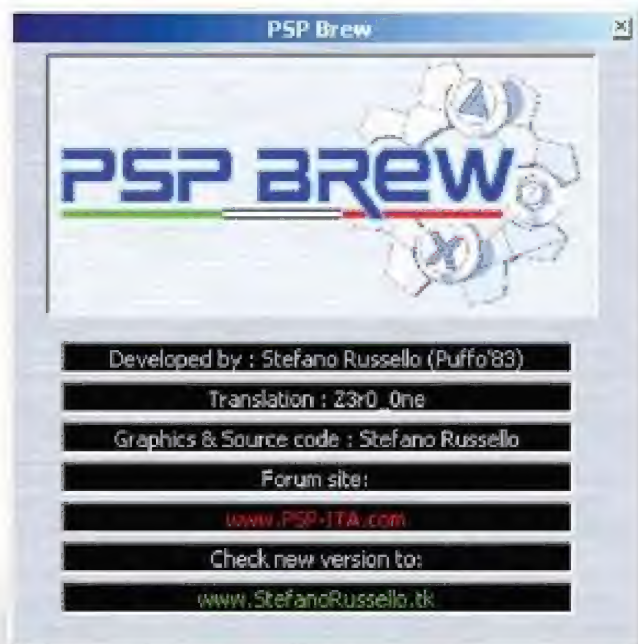 PSP Brew
PSP BREW
Developed by : Stefano Russello (Puffo'83)
Translation : Z3r0_0ne
Graphics & Source code : Stefano Russello
Forum site:
www.PSP-ITA.com
Check new version to:
www.StefanoRussello.tk